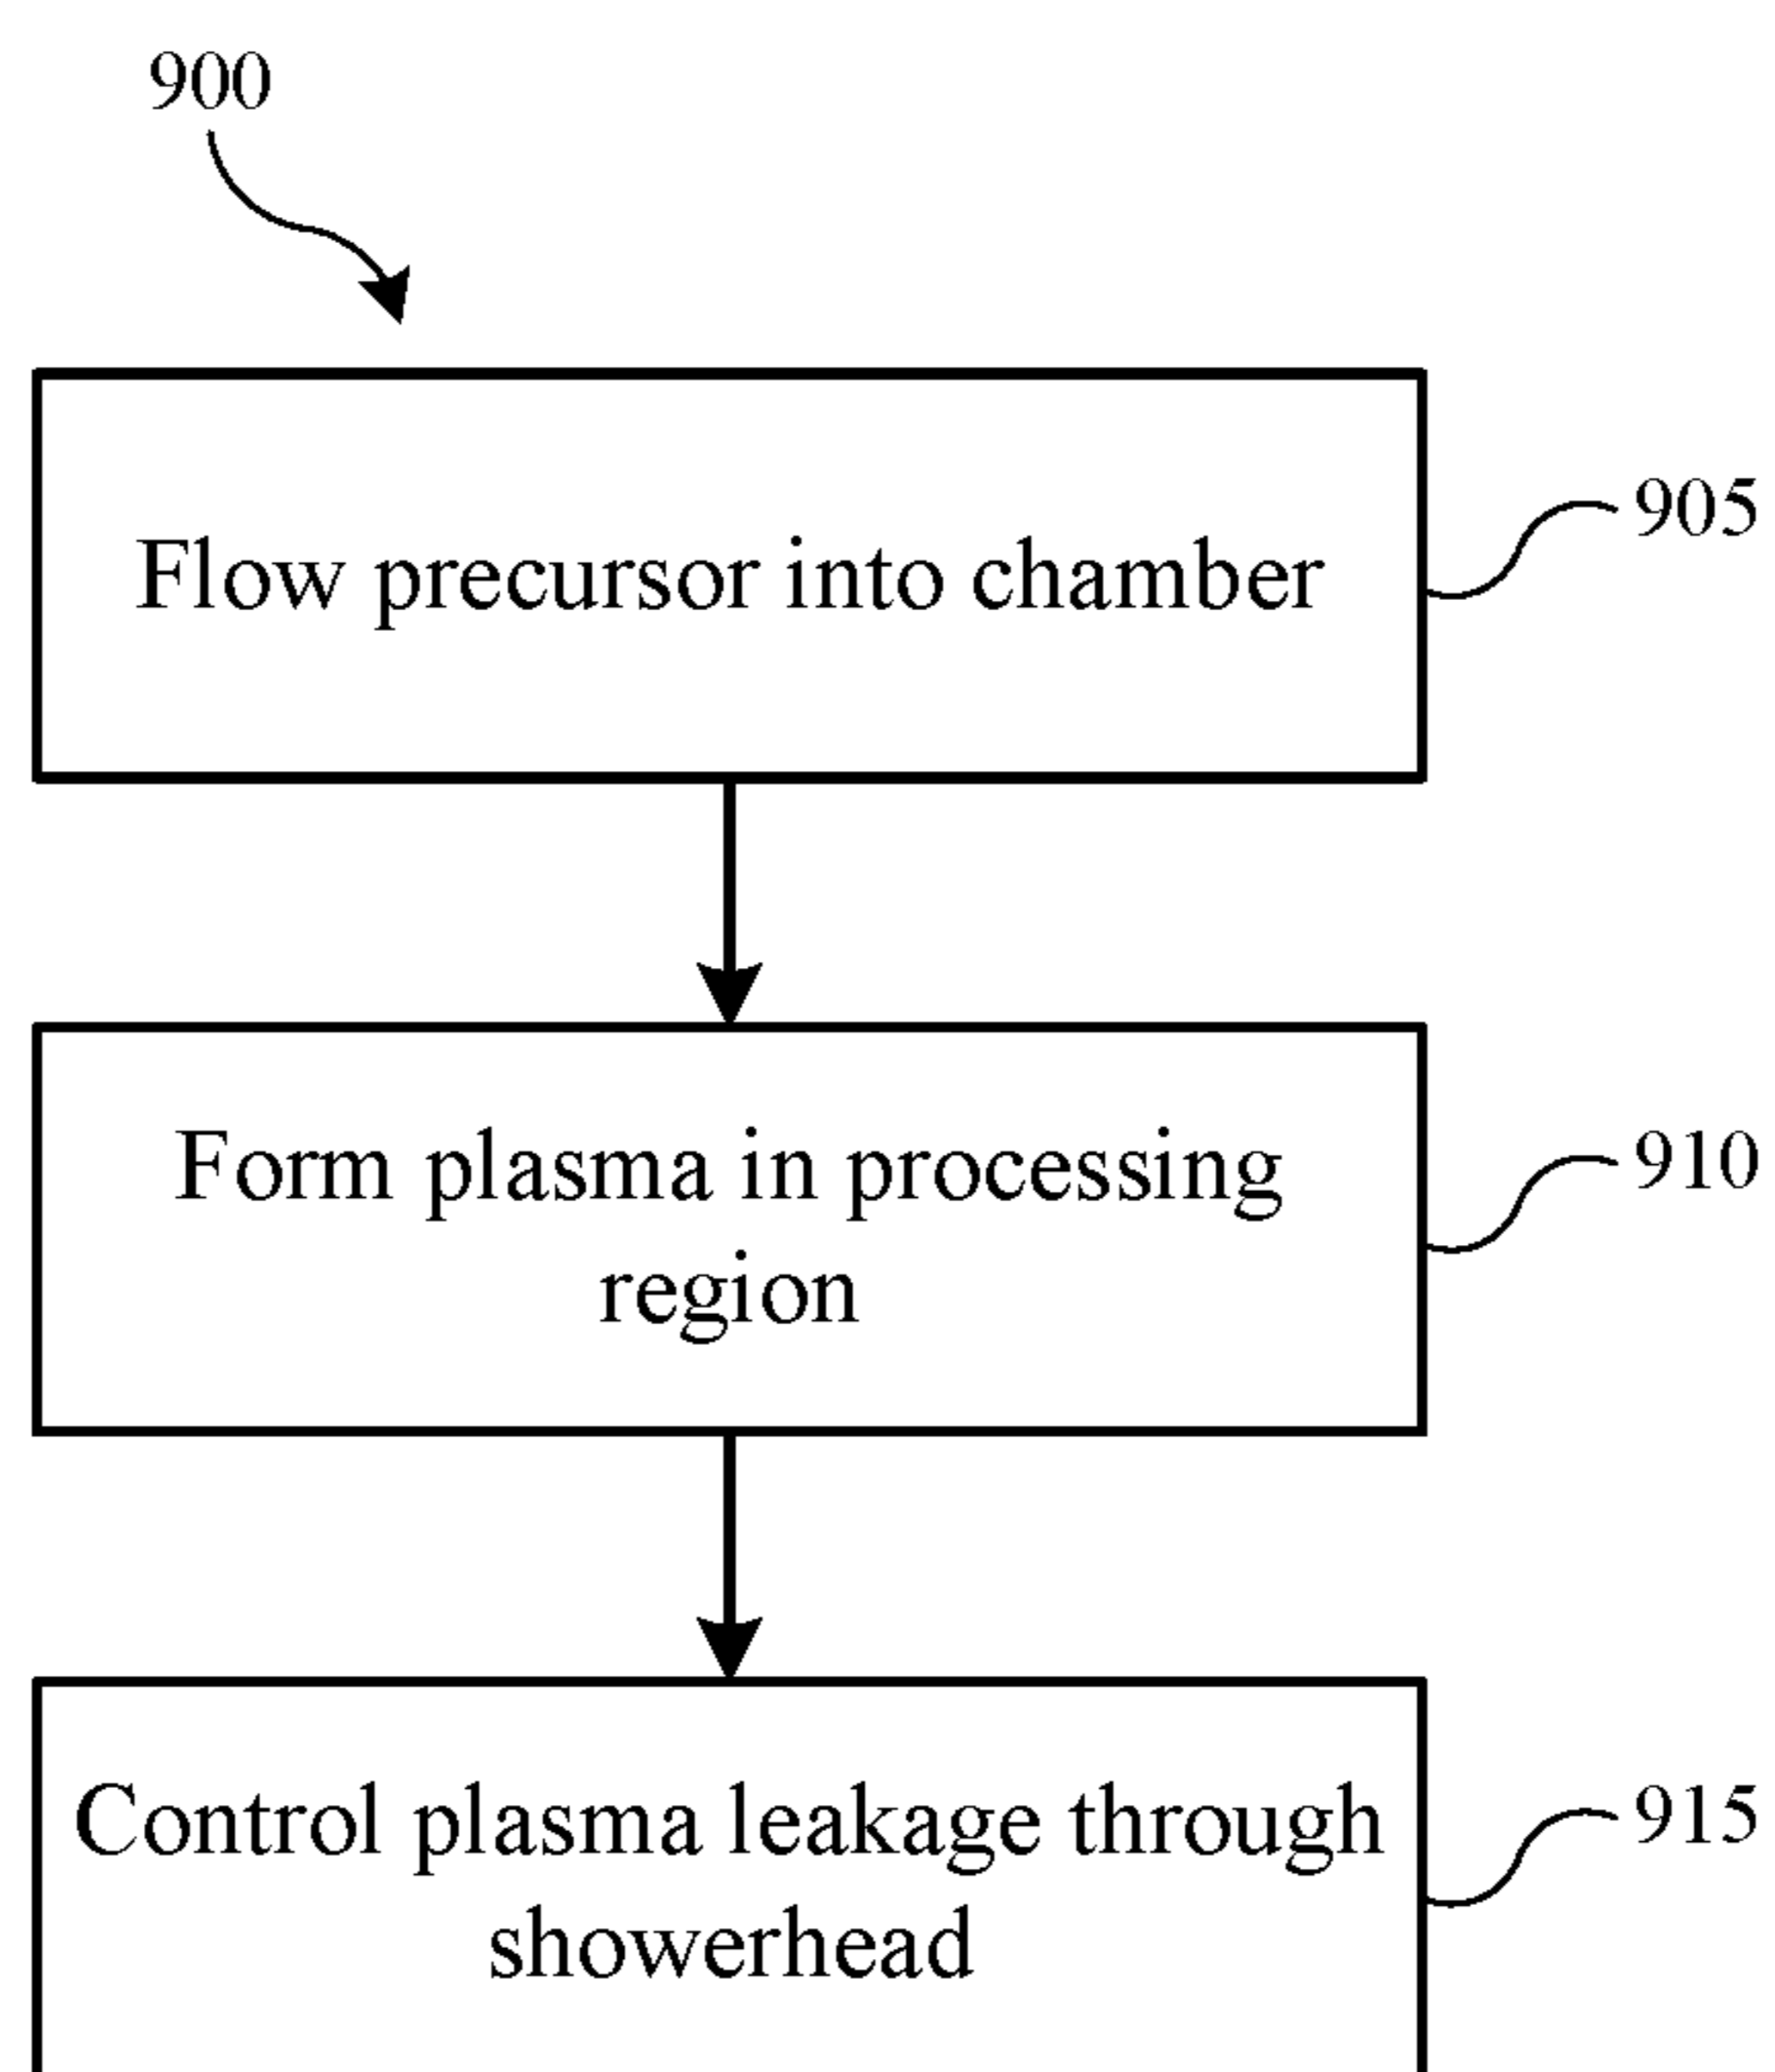 900
Flow precursor into chamber
905
Form plasma in processing
region
910
Control plasma leakage through
showerhead
915